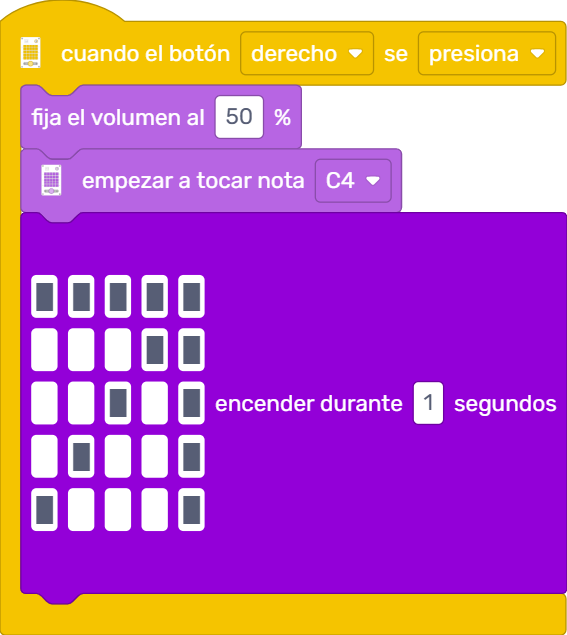 cuando el botón derecho se presiona
fija el volumen al 50 %
empezar a tocar nota C4
encender durante 1 segundos